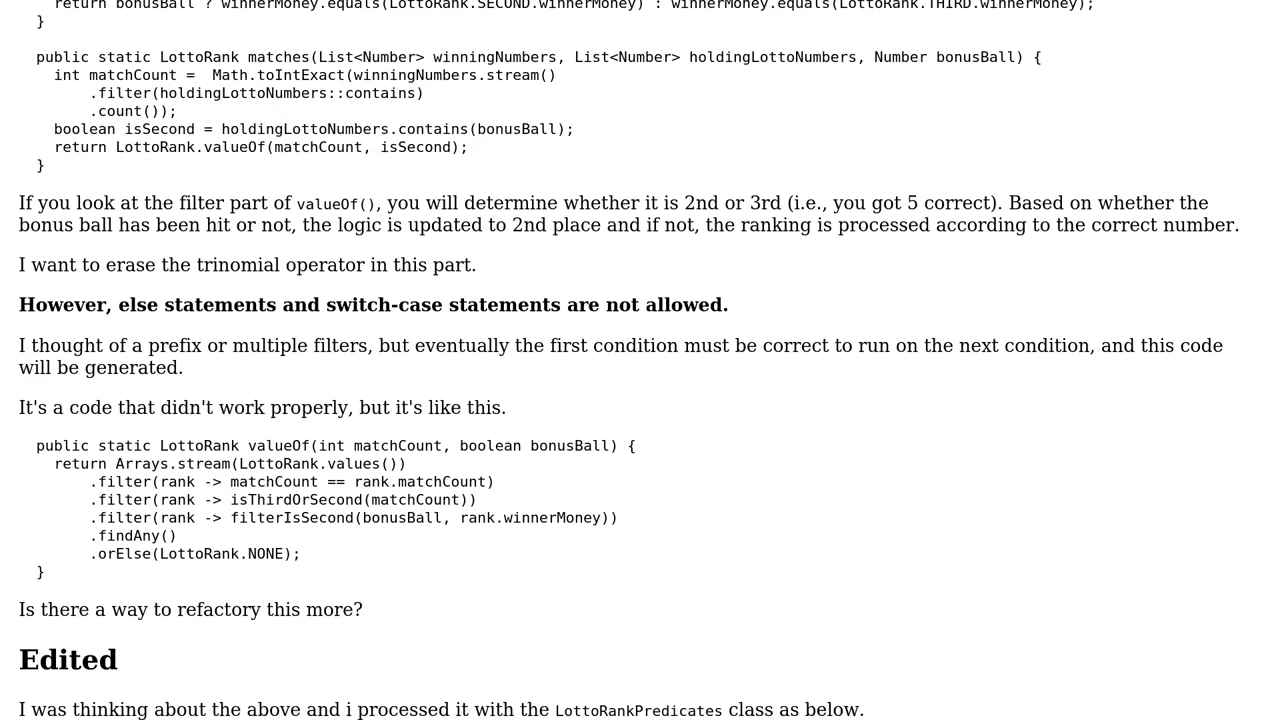 return bonusBall ? winnerMoney.equals(LottoRank.SECOND.winnerMoney) : winnerMoney.equals(LottoRank.THIRD.winnerMoney);
}
public static LottoRank matches(List<Number> winningNumbers, List<Number> holdingLottoNumbers, Number bonusBall) {
int matchCount =  Math.toIntExact(winningNumbers.stream()
.filter(holdingLottoNumbers::contains)
.count());
boolean isSecond = holdingLottoNumbers.contains(bonusBall);
return LottoRank.valueOf(matchCount, isSecond);
}
If you look at the filter part of valueOf(), you will determine whether it is 2nd or 3rd (i.e., you got 5 correct). Based on whether the
bonus ball has been hit or not, the logic is updated to 2nd place and if not, the ranking is processed according to the correct number.
I want to erase the trinomial operator in this part.
However, else statements and switch-case statements are not allowed.
I thought of a prefix or multiple filters, but eventually the first condition must be correct to run on the next condition, and this code
will be generated.
It's a code that didn't work properly, but it's like this.
public static LottoRank valueOf(int matchCount, boolean bonusBall) {
return Arrays.stream(LottoRank.values())
.filter(rank -> matchCount == rank.matchCount)
.filter(rank -> isThirdOrSecond(matchCount))
.filter(rank -> filterIsSecond(bonusBall, rank.winnerMoney))
.findAny()
.orElse(LottoRank.NONE);
}
Is there a way to refactory this more?
Edited
I was thinking about the above and i processed it with the LottoRankPredicates class as below.